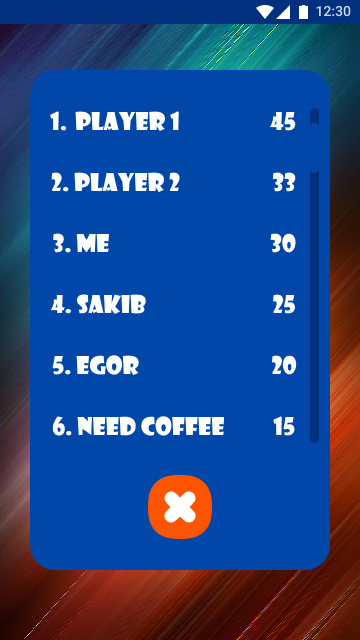 12:30
1. PLAYER 1 45
2. PLAYER 2 33
3. ME 30
4. SAKIB 25
5. EGOR 20
6. NEED COFFEE 15